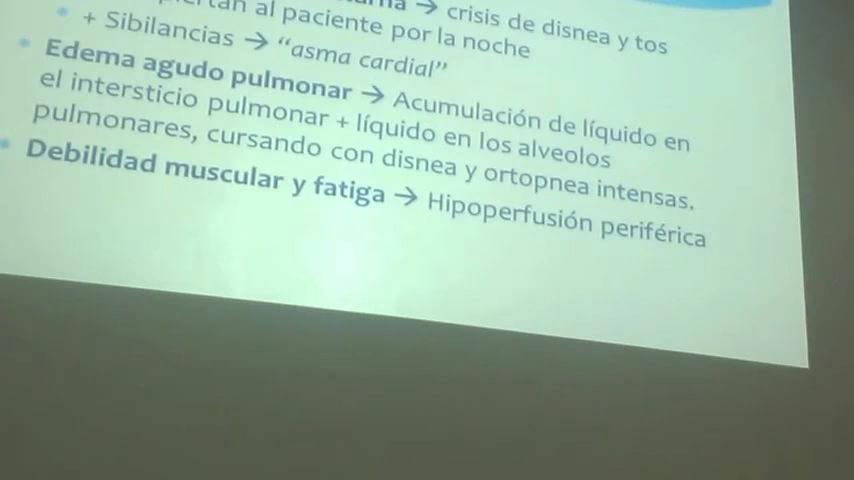 → crisis de disnea y tos
al paciente por la noche
+ Sibilancias → “asma cardial”
Edema agudo pulmonar → Acumulación de líquido en
el intersticio pulmonar + líquido en los alveolos
pulmonares, cursando con disnea y ortopnea intensas.
Debilidad muscular y fatiga → Hipoperfusión periférica